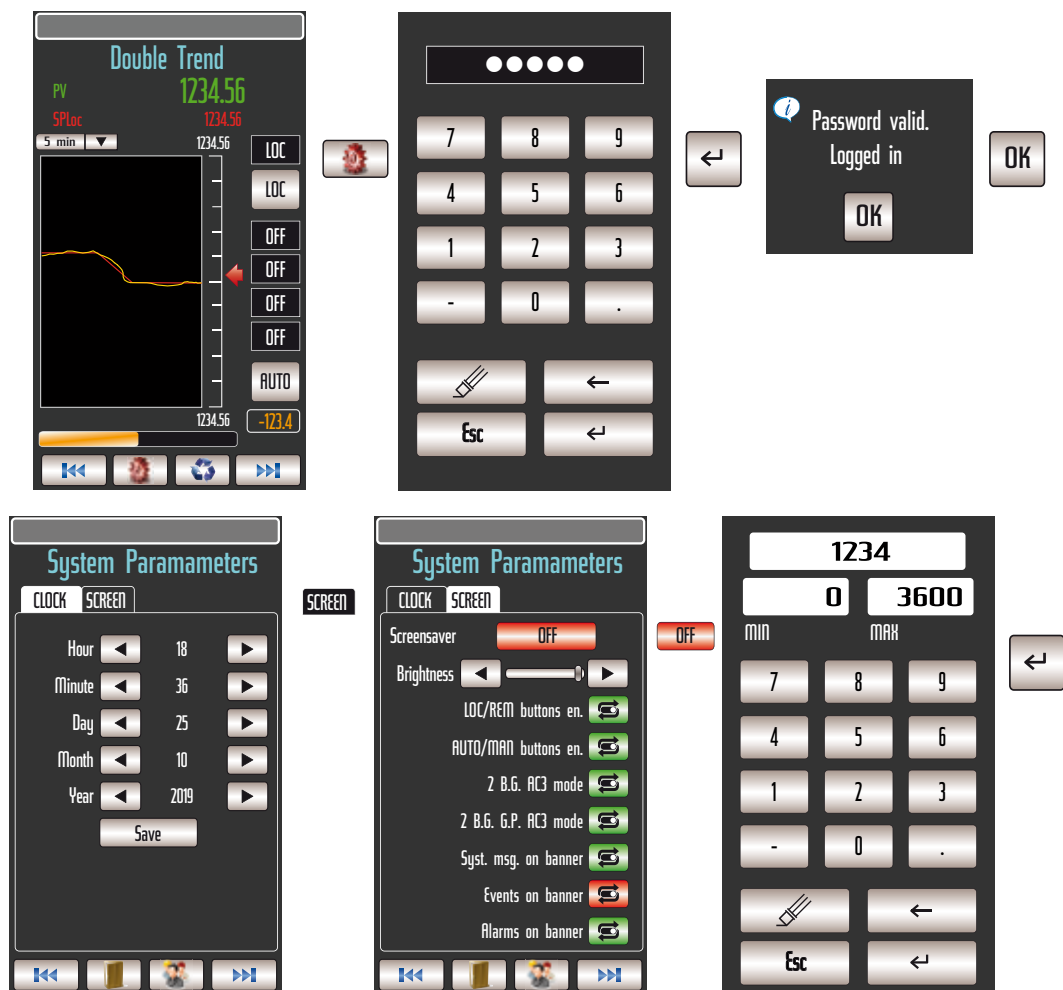 Double Trend
PV 1234.56
SPLoc 1234.56
5 min 1234.56
LOC
LOC
OFF
OFF
OFF
OFF
AUTO
1234.56 -123.4
7 8 9
4 5 6
1 2 3
- 0 .
Esc
Password valid.
Logged in
OK
OK
System Paramameters
CLOCK SCREEN
Hour 18
Minute 36
Day 25
Month 10
Year 2019
Save
SCREEN
System Paramameters
CLOCK SCREEN
Screensaver OFF
Brightness
LOC/REM buttons en.
AUTO/MAN buttons en.
2 B.G. AC3 mode
2 B.G. G.P. AC3 mode
Syst. msg. on banner
Events on banner
Alarms on banner
OFF
1234
0 3600
MIN MAX
7 8 9
4 5 6
1 2 3
- 0 .
Esc